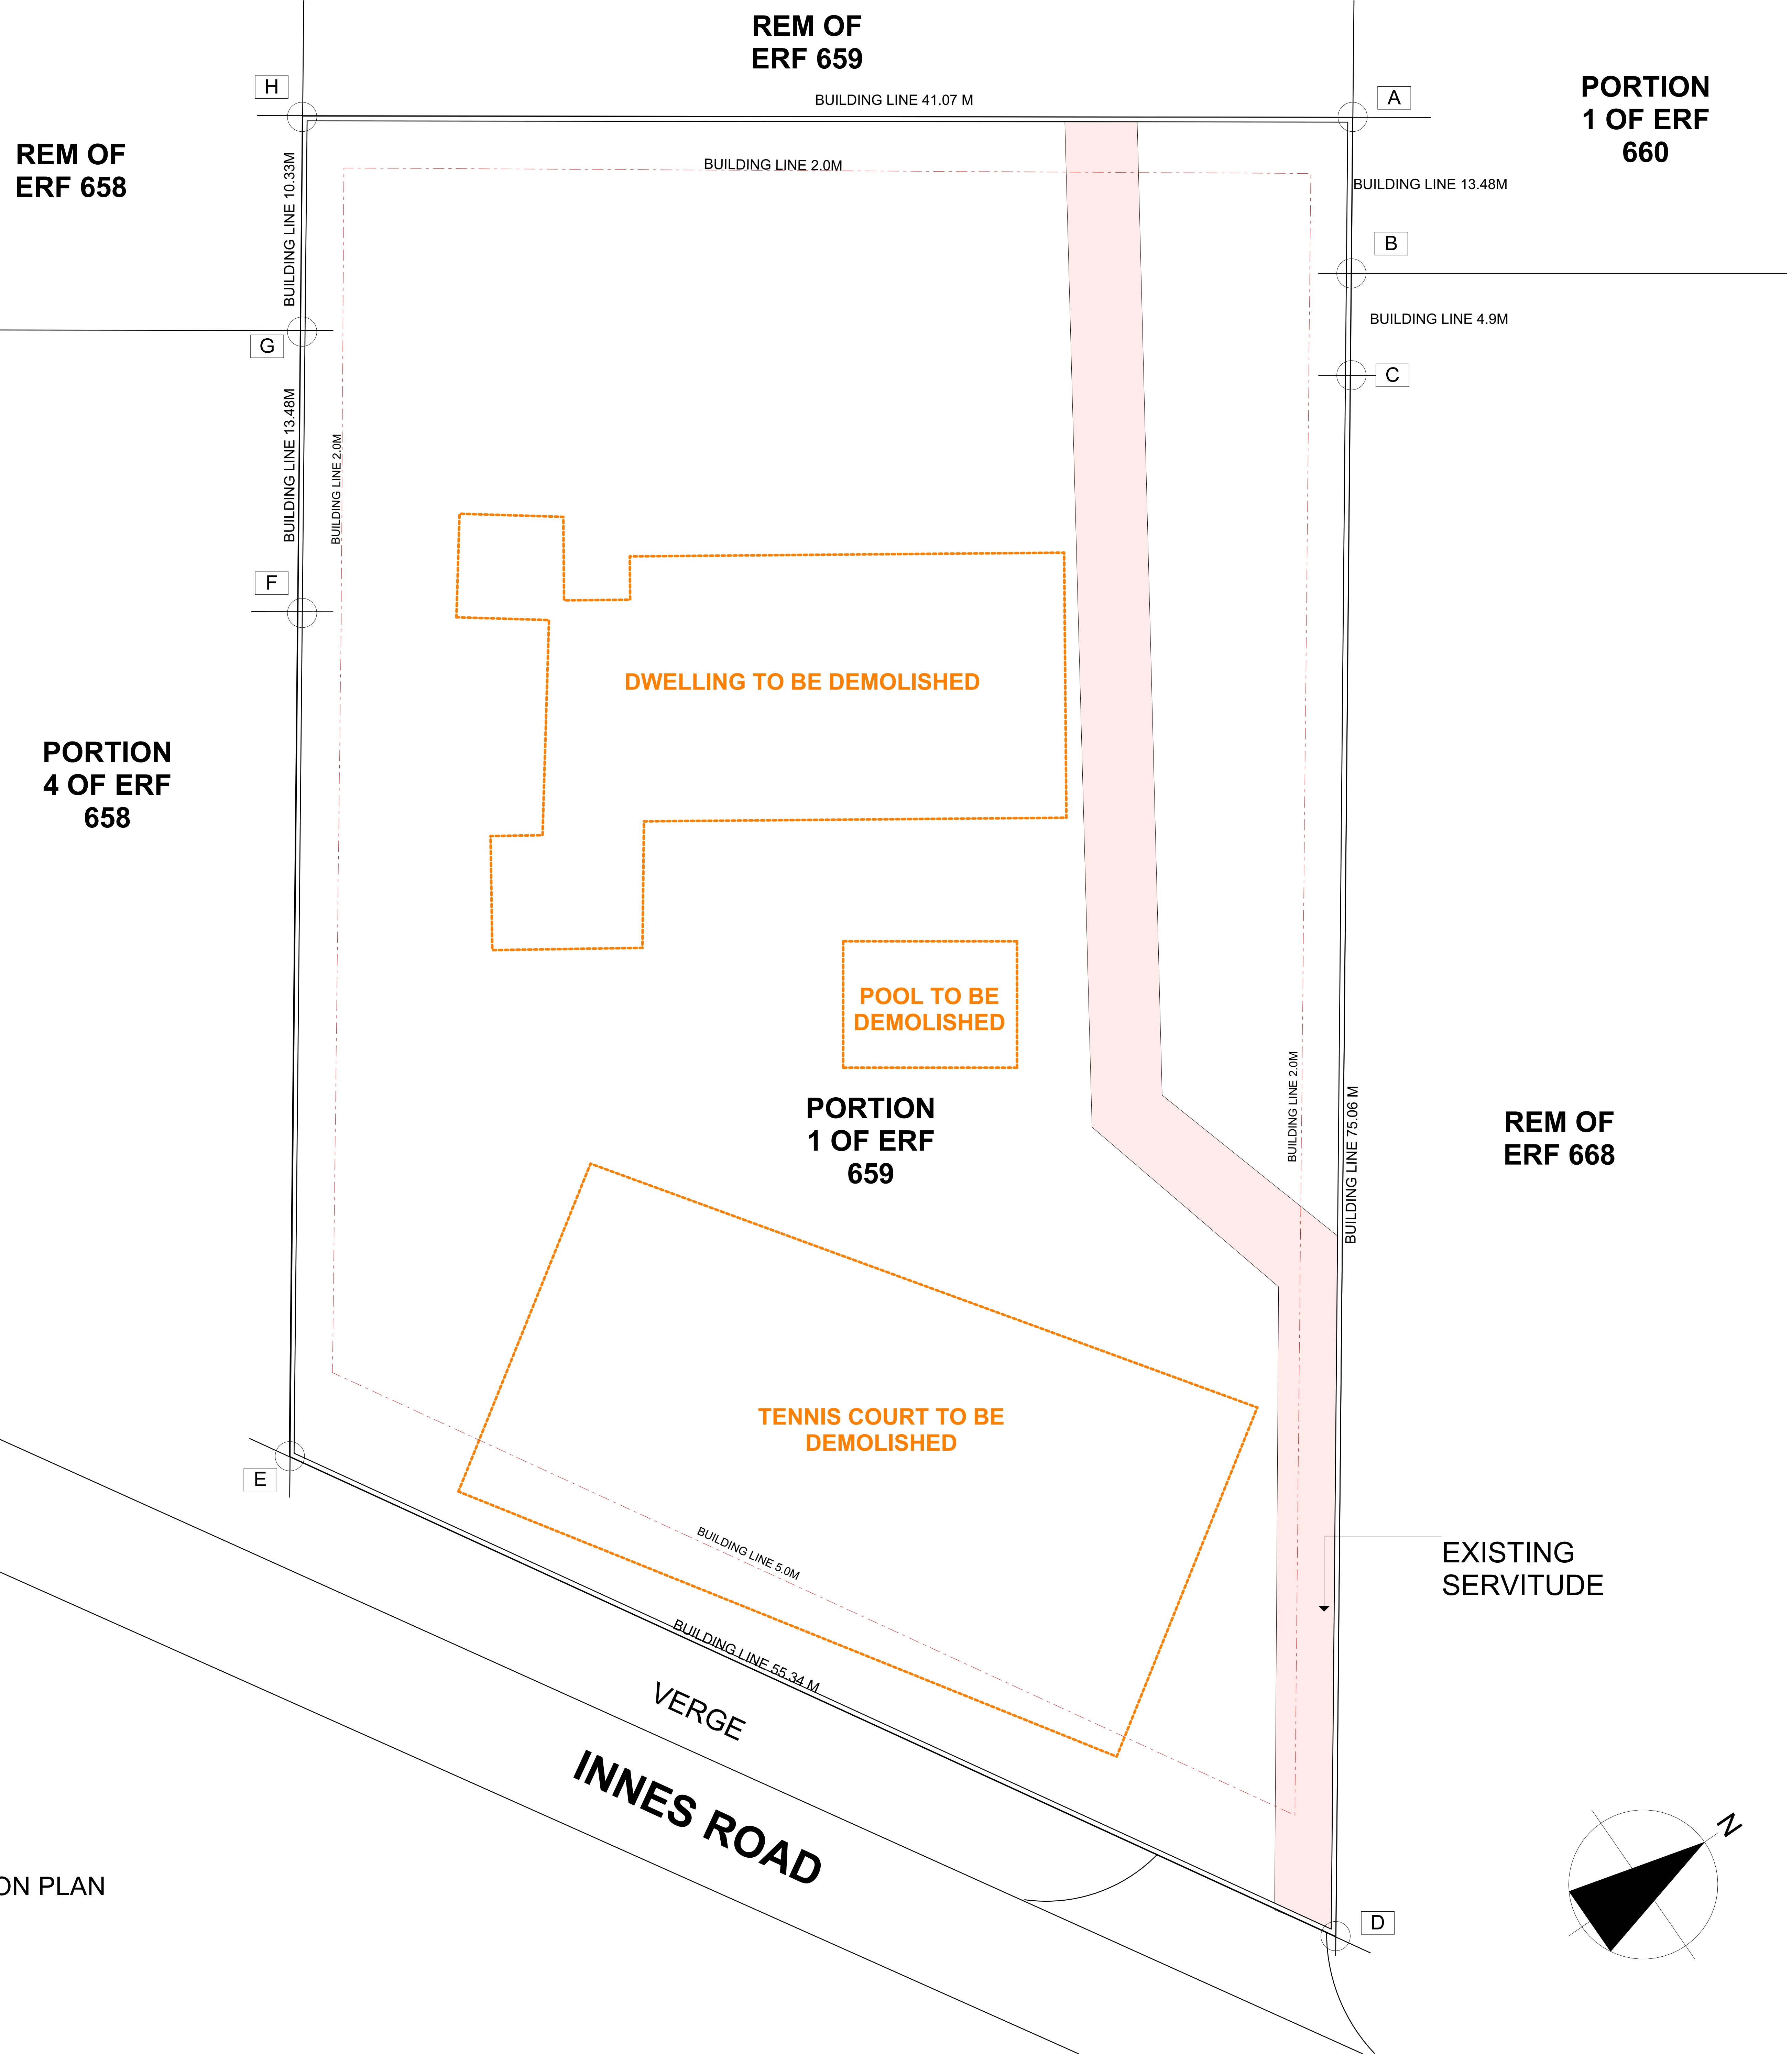 REM OF
ERF 659
BUILDING LINE 41.07 M
H
A
PORTION
1 OF ERF
660
REM OF
ERF 658
BUILDING LINE 10.33M
BUILDING LINE 2.0M
BUILDING LINE 13.48M
B
BUILDING LINE 4.9M
G
C
BUILDING LINE 13.48M
BUILDING LINE 2.0M
F
DWELLING TO BE DEMOLISHED
PORTION
4 OF ERF
658
POOL TO BE
DEMOLISHED
PORTION
1 OF ERF
659
BUILDING LINE 2.0M
BUILDING LINE 75.06 M
REM OF
ERF 668
TENNIS COURT TO BE
DEMOLISHED
E
BUILDING LINE 5.0M
EXISTING
SERVITUDE
BUILDING LINE 55.34 M
VERGE
INNES ROAD
N
ON PLAN
D